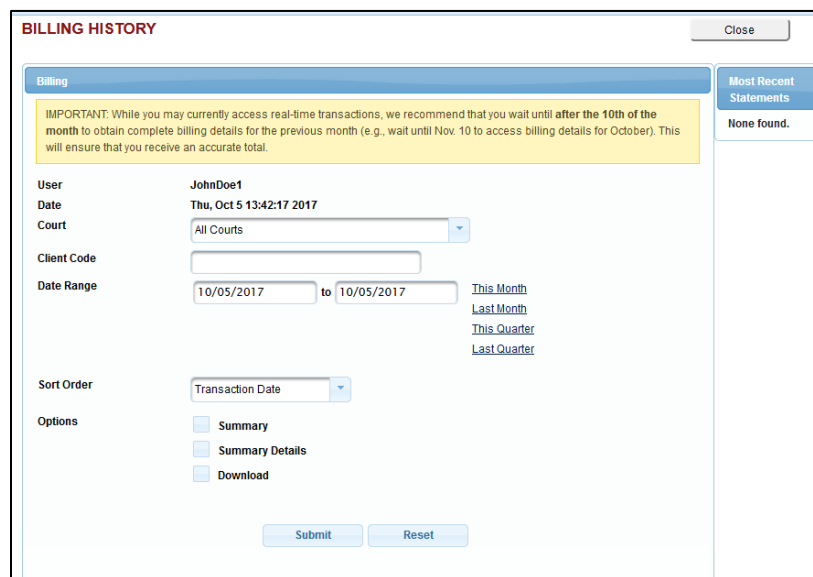 BILLING HISTORY
Close
Billing
IMPORTANT: While you may currently access real-time transactions, we recommend that you wait until after the 10th of the
month to obtain complete billing details for the previous month (e.g., wait until Nov. 10 to access billing details for October). This
will ensure that you receive an accurate total.
Most Recent
Statements
None found.
User JohnDoe1
Date Thu, Oct 5 13:42:17 2017
Court All Courts
Client Code
Date Range 10/05/2017 to 10/05/2017 This Month
Last Month
This Quarter
Last Quarter
Sort Order Transaction Date
Options Summary
Summary Details
Download
Submit Reset